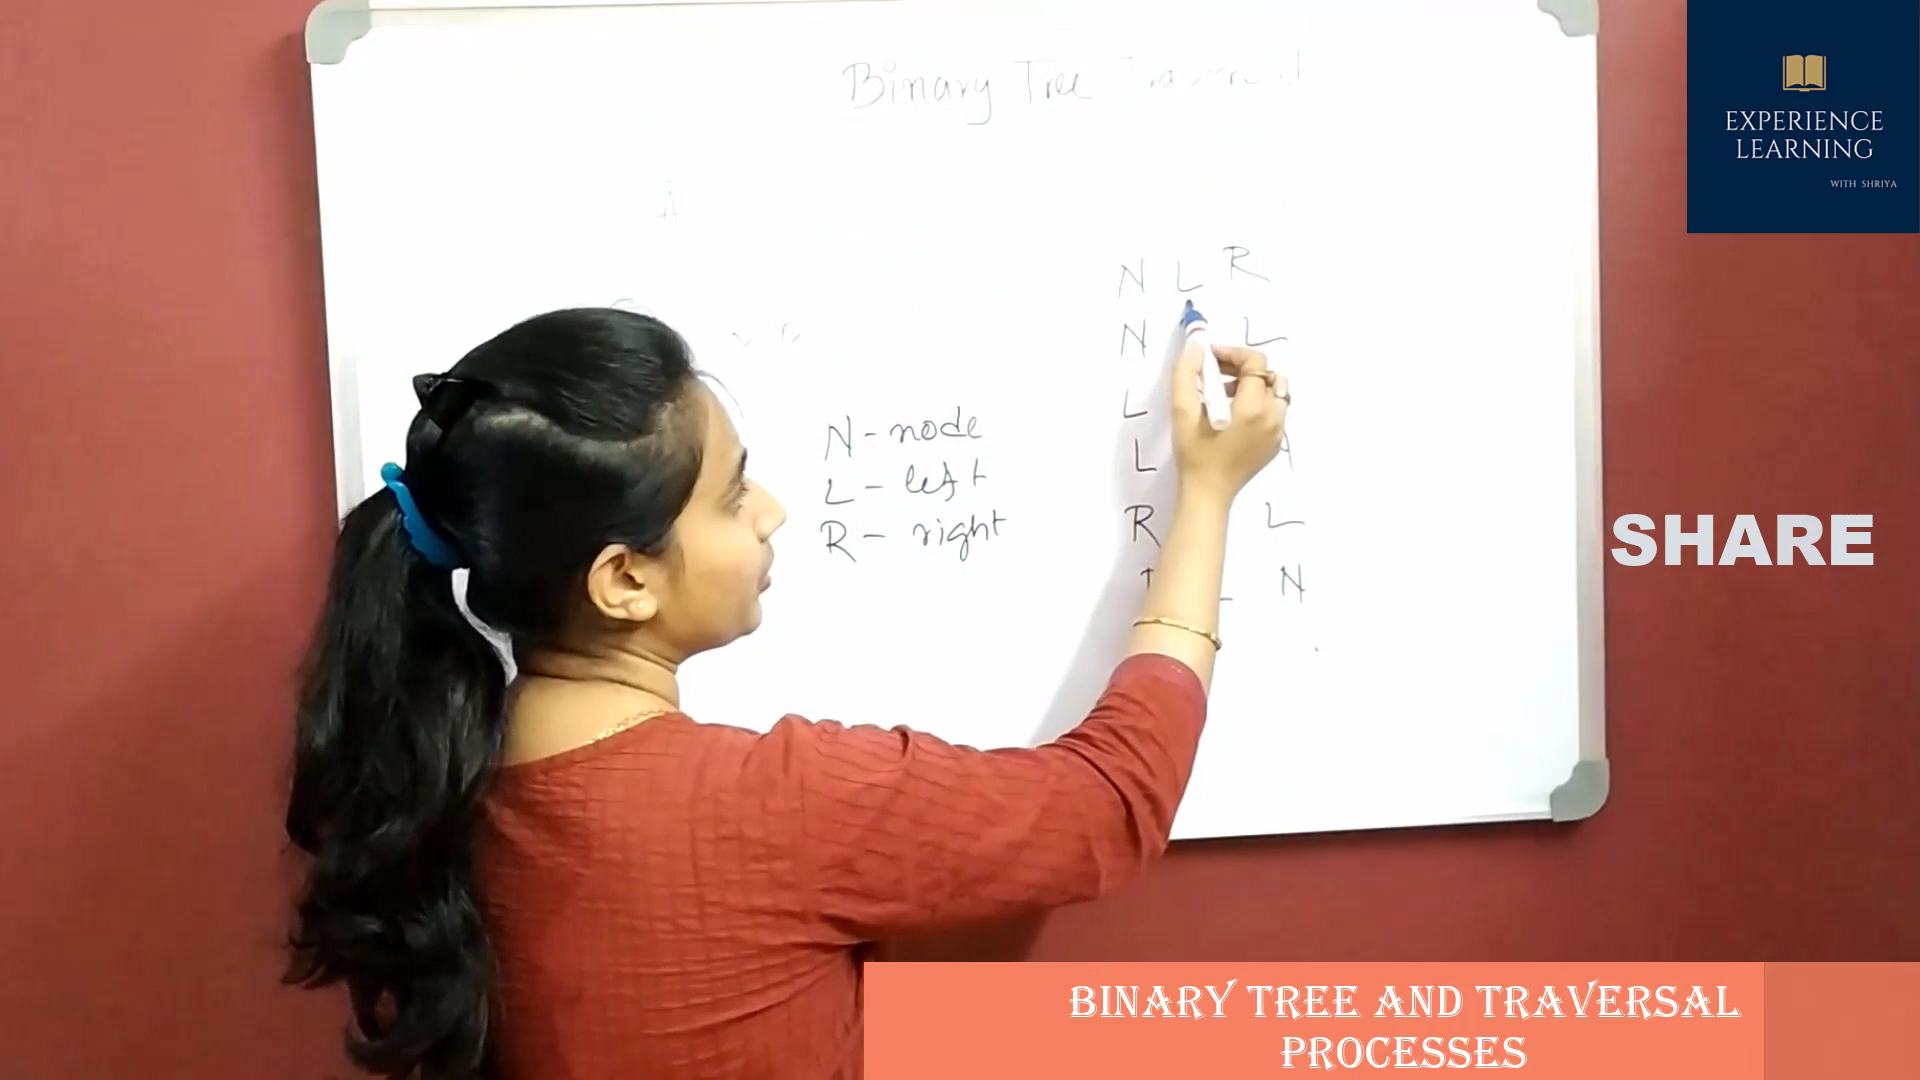 Binary Tree
A
N L R
N L
L
L
R L
N
N - node
L - left
R - right
EXPERIENCE
LEARNING
WITH SHRIYA
SHARE
BINARY TREE AND TRAVERSAL
PROCESSES